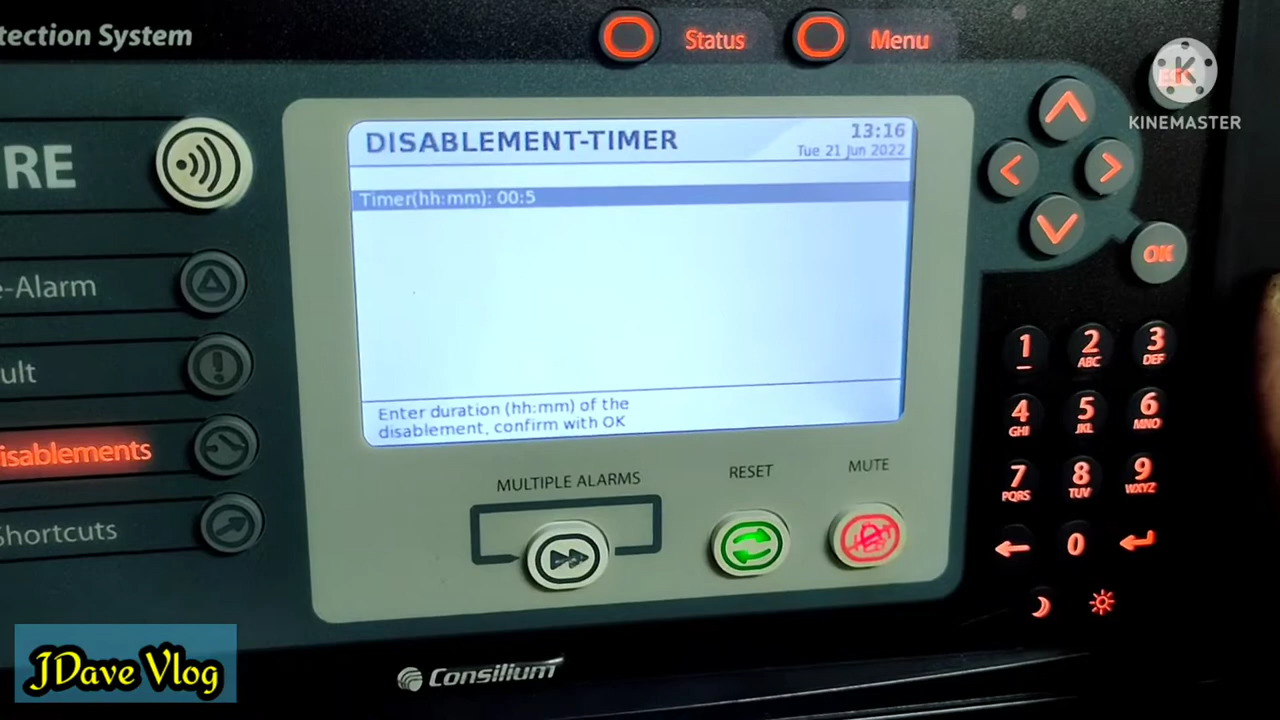 tection System
Status
Menu
KINEMASTER
RE
e-Alarm
ult
isablements
Shortcuts
DISABLEMENT-TIMER
13:16
Tue 21 Jun 2022
Timer(hh:mm): 00:5
Enter duration (hh:mm) of the
disablement, confirm with OK
MULTIPLE ALARMS
RESET
MUTE
OK
1
2
ABC
3
DEF
4
GHI
5
JKL
6
MNO
7
PQRS
8
TUV
9
WXYZ
0
Consilium
JDave Vlog